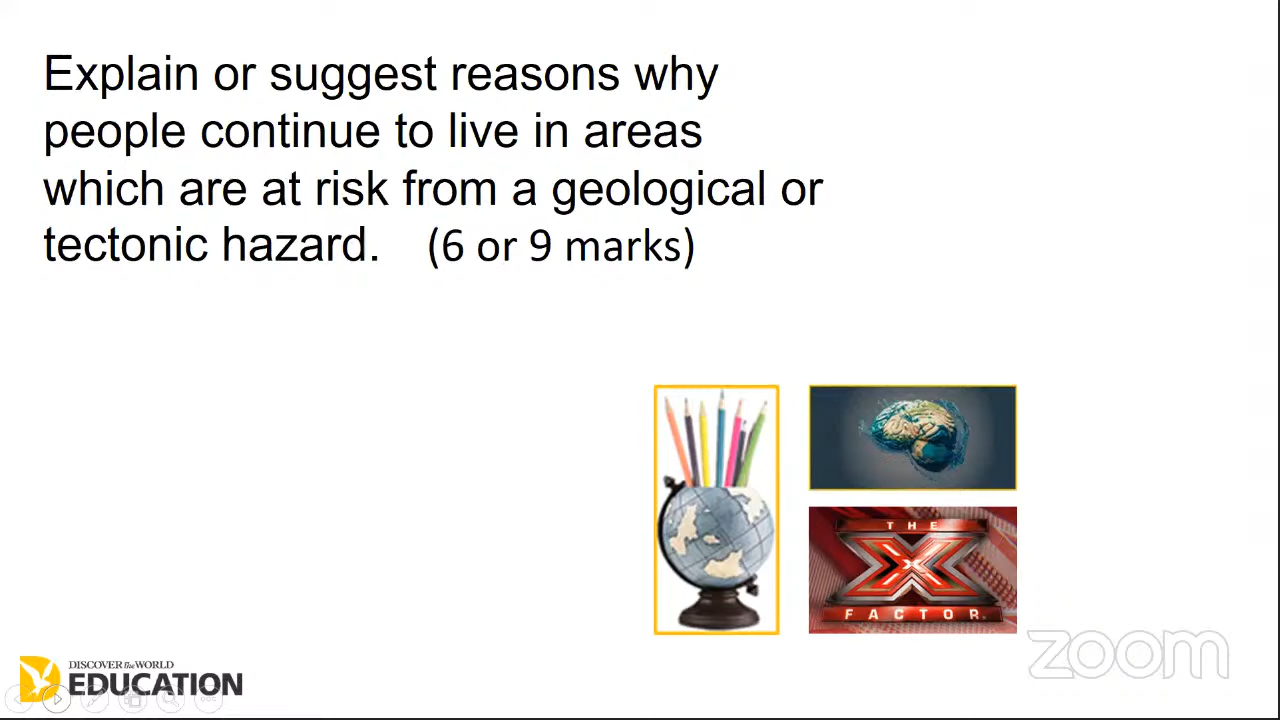 Explain or suggest reasons why
people continue to live in areas
which are at risk from a geological or
tectonic hazard. (6 or 9 marks)
THE
X
FACTOR
DISCOVER the WORLD
EDUCATION
zoom